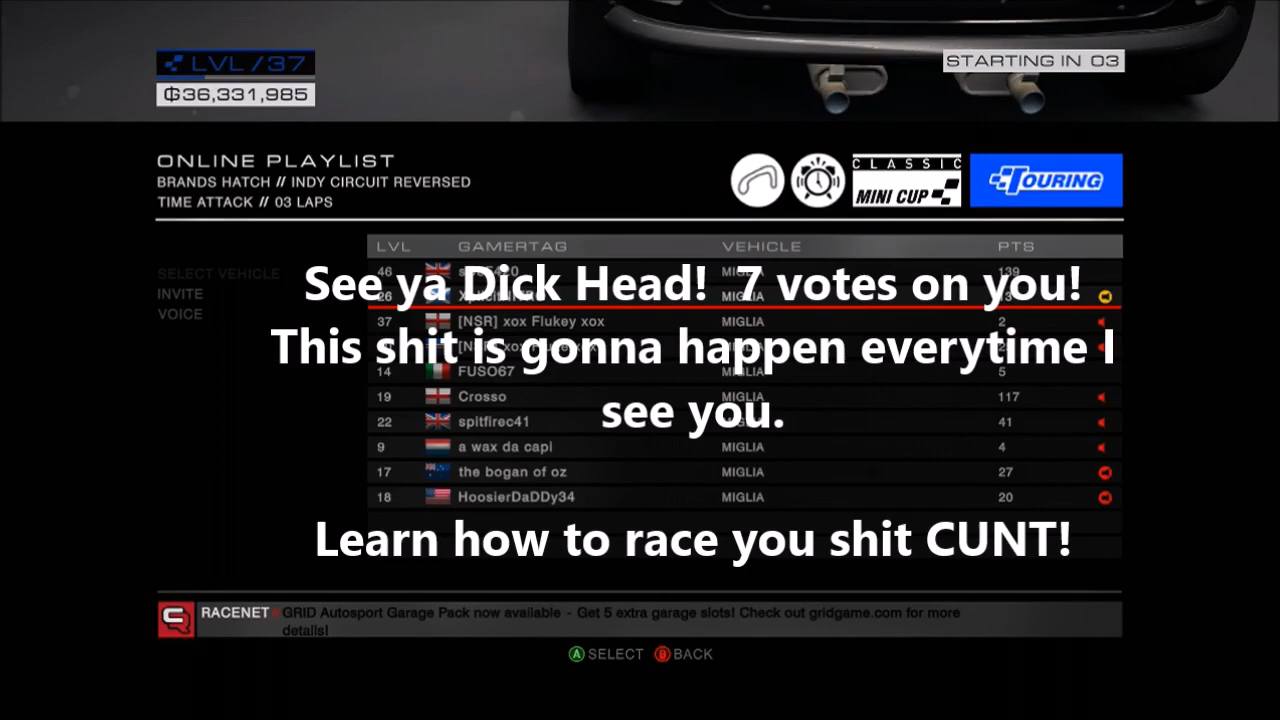 LVL /37
STARTING IN 03
36,331,985
ONLINE PLAYLIST
BRANDS HATCH // INDY CIRCUIT REVERSED
TIME ATTACK // 03 LAPS
CLASSIC
MINI CUP
TOURING
LVL GAMERTAG VEHICLE PTS
SELECT VEHICLE
INVITE
VOICE
46 MIGLIA 139
See ya Dick Head! 7 votes on you!
26 MIGLIA
37 [NSR] xox Flukey xox MIGLIA 2
This shit is gonna happen everytime I
14 FUSO67 MIGLIA 5
19 Crosso MIGLIA 117
see you.
22 spitfirec41 MIGLIA 41
9 a wax da capi MIGLIA 4
17 the bogan of oz MIGLIA 27
18 HoosierDaDDy34 MIGLIA 20
Learn how to race you shit CUNT!
RACENET // GRID Autosport Garage Pack now available - Get 5 extra garage slots! Check out gridgame.com for more
details!
A SELECT B BACK